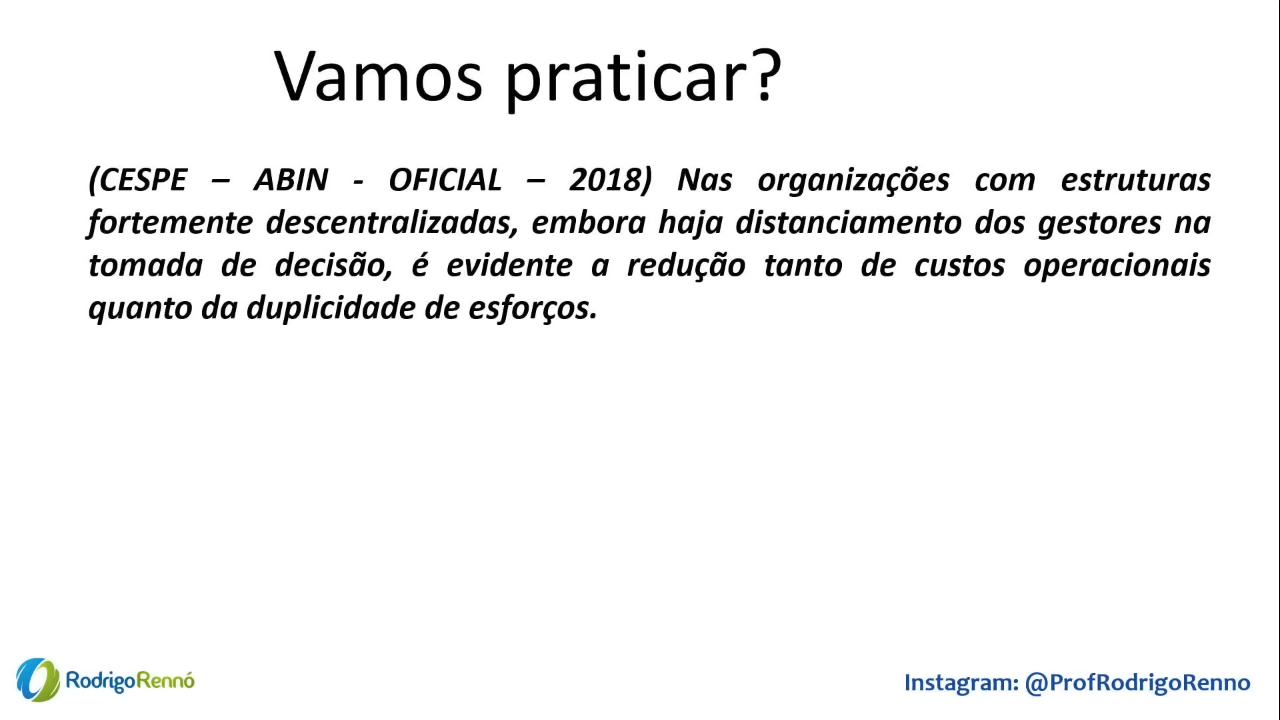 Vamos praticar?
(CESPE – ABIN - OFICIAL – 2018) Nas organizações com estruturas
fortemente descentralizadas, embora haja distanciamento dos gestores na
tomada de decisão, é evidente a redução tanto de custos operacionais
quanto da duplicidade de esforços.
RodrigoRennó
Instagram: @ProfRodrigoRenno